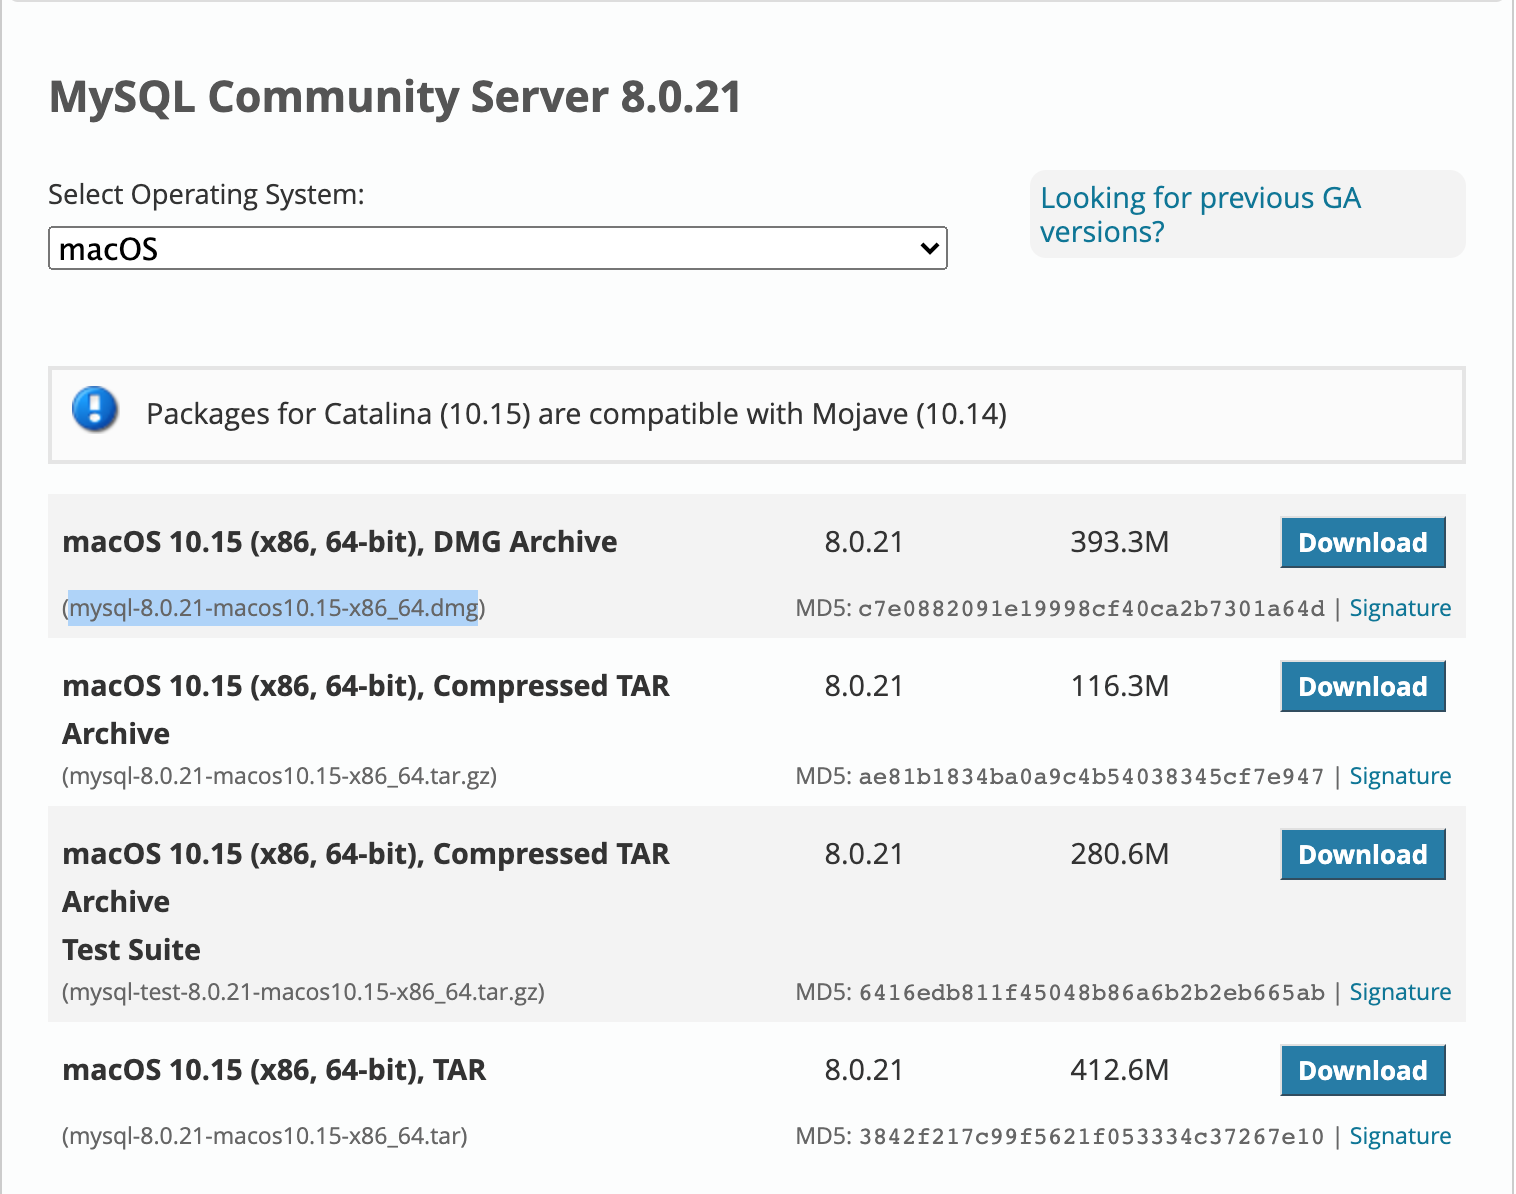 MySQL Community Server 8.0.21
Select Operating System:
macOS
Looking for previous GA
versions?
Packages for Catalina (10.15) are compatible with Mojave (10.14)
macOS 10.15 (x86, 64-bit), DMG Archive 8.0.21 393.3M Download
(mysql-8.0.21-macos10.15-x86_64.dmg) MD5: c7e0882091e19998cf40ca2b7301a64d | Signature
macOS 10.15 (x86, 64-bit), Compressed TAR 8.0.21 116.3M Download
Archive
(mysql-8.0.21-macos10.15-x86_64.tar.gz) MD5: ae81b1834ba0a9c4b54038345cf7e947 | Signature
macOS 10.15 (x86, 64-bit), Compressed TAR 8.0.21 280.6M Download
Archive
Test Suite
(mysql-test-8.0.21-macos10.15-x86_64.tar.gz) MD5: 6416edb811f45048b86a6b2b2eb665ab | Signature
macOS 10.15 (x86, 64-bit), TAR 8.0.21 412.6M Download
(mysql-8.0.21-macos10.15-x86_64.tar) MD5: 3842f217c99f5621f053334c37267e10 | Signature